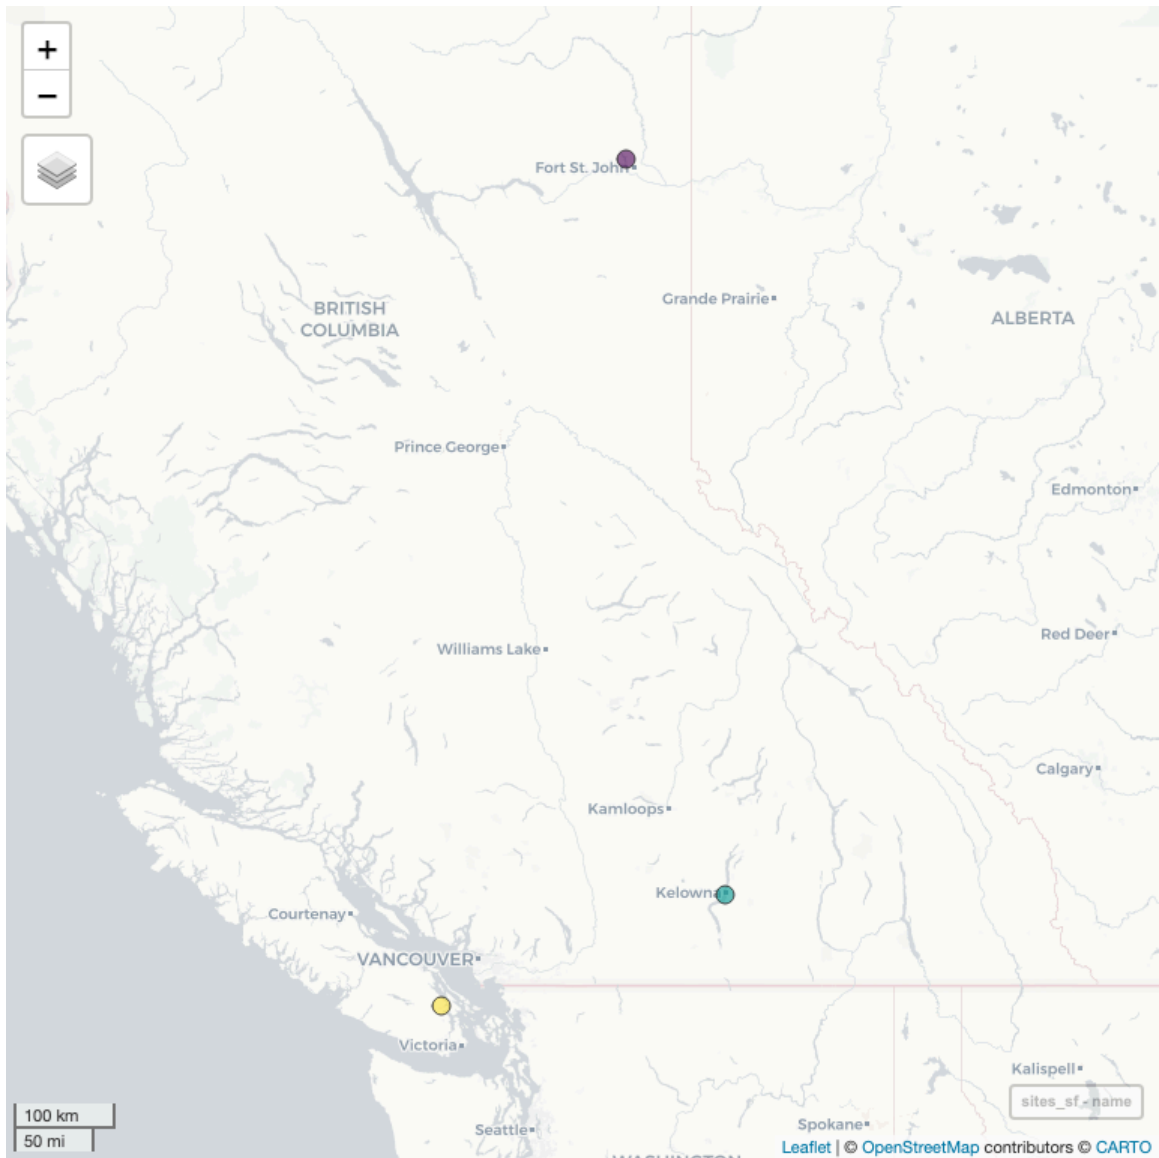 +
−
Fort St. John
Grande Prairie
BRITISH
COLUMBIA
ALBERTA
Prince George
Edmonton
Red Deer
Williams Lake
Calgary
Kamloops
Kelowna
Courtenay
VANCOUVER
Victoria
Kalispell
sites_sf - name
100 km
50 mi
Seattle
Spokane
WASHINGTON
Leaflet | © OpenStreetMap contributors © CARTO